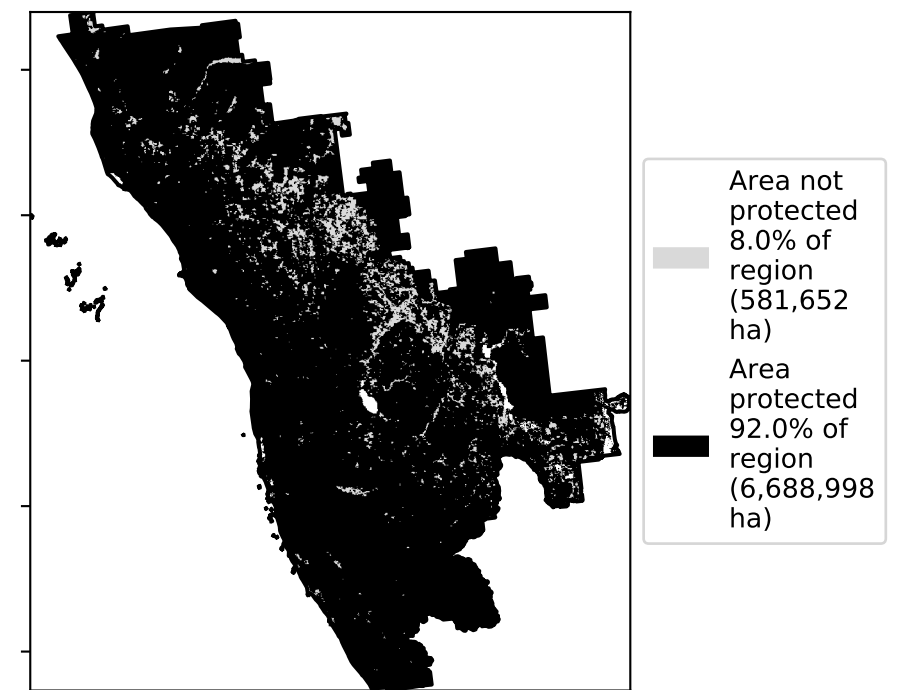 Area not
protected
8.0% of
region
(581,652
ha)
Area
protected
92.0% of
region
(6,688,998
ha)